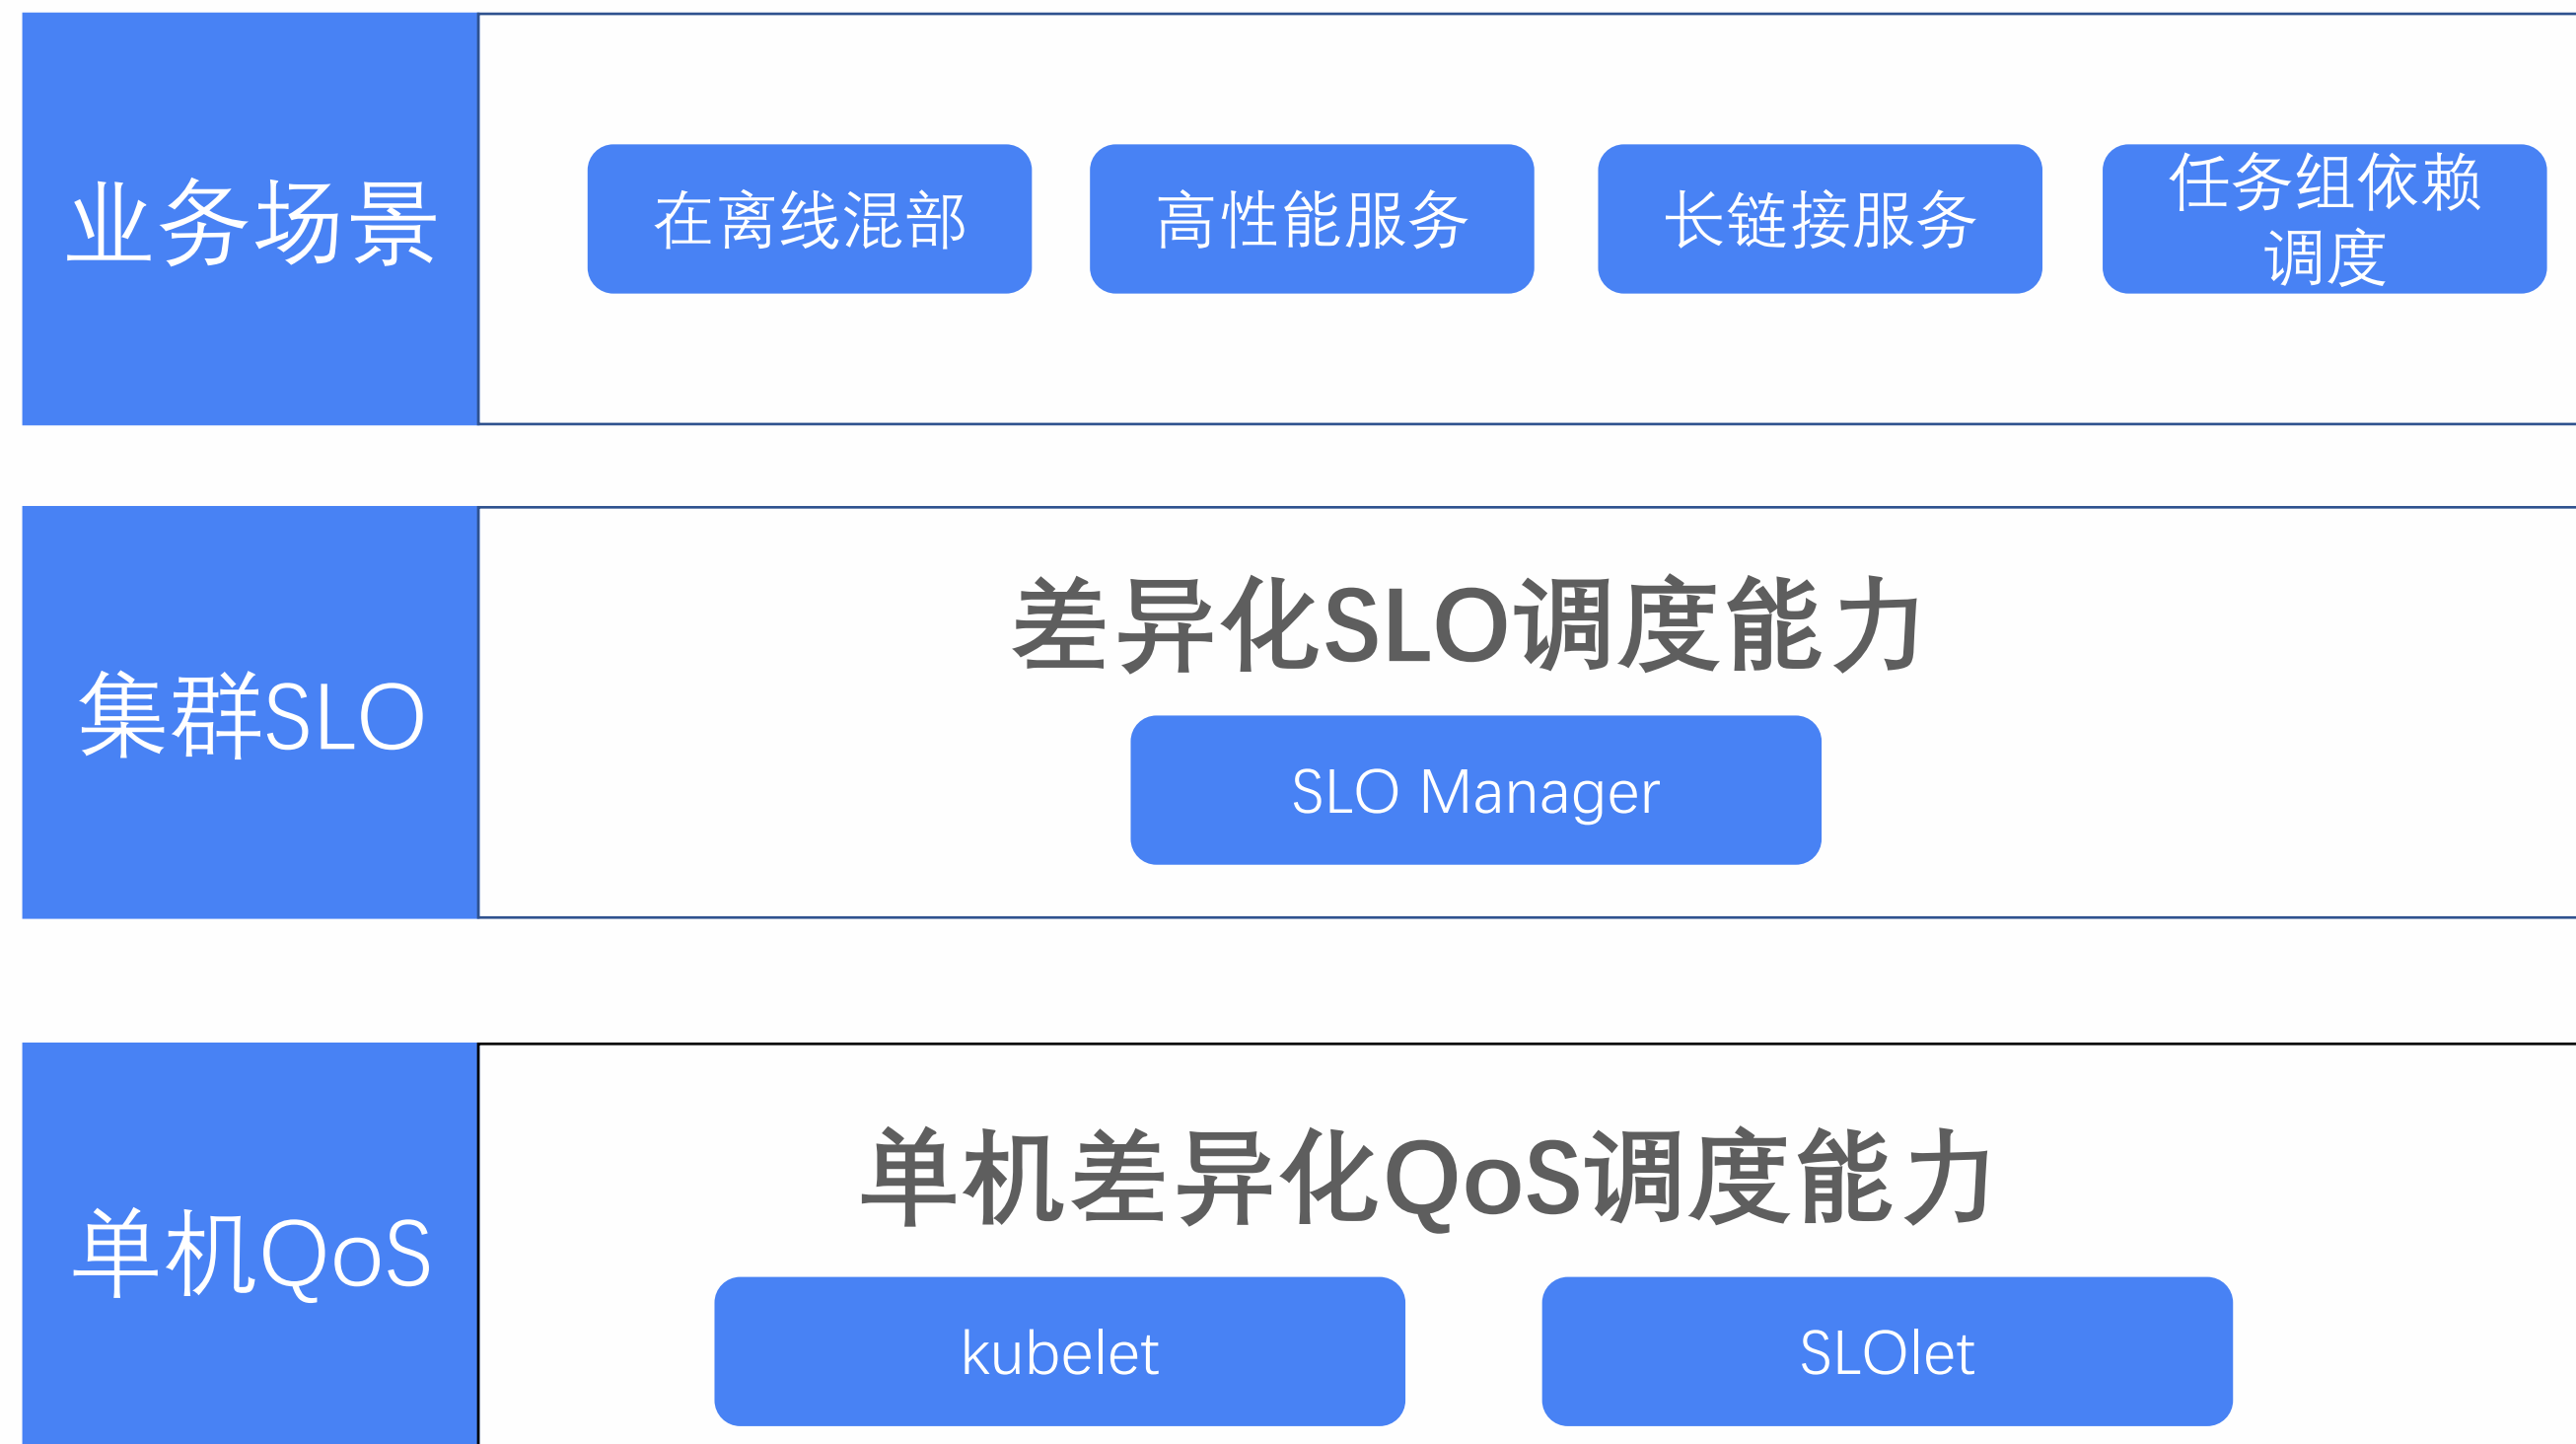 业务场景
在离线混部
高性能服务
长链接服务
任务组依赖
调度
集群SLO
差异化SLO调度能力
SLO Manager
单机QoS
单机差异化QoS调度能力
kubelet
SLOlet